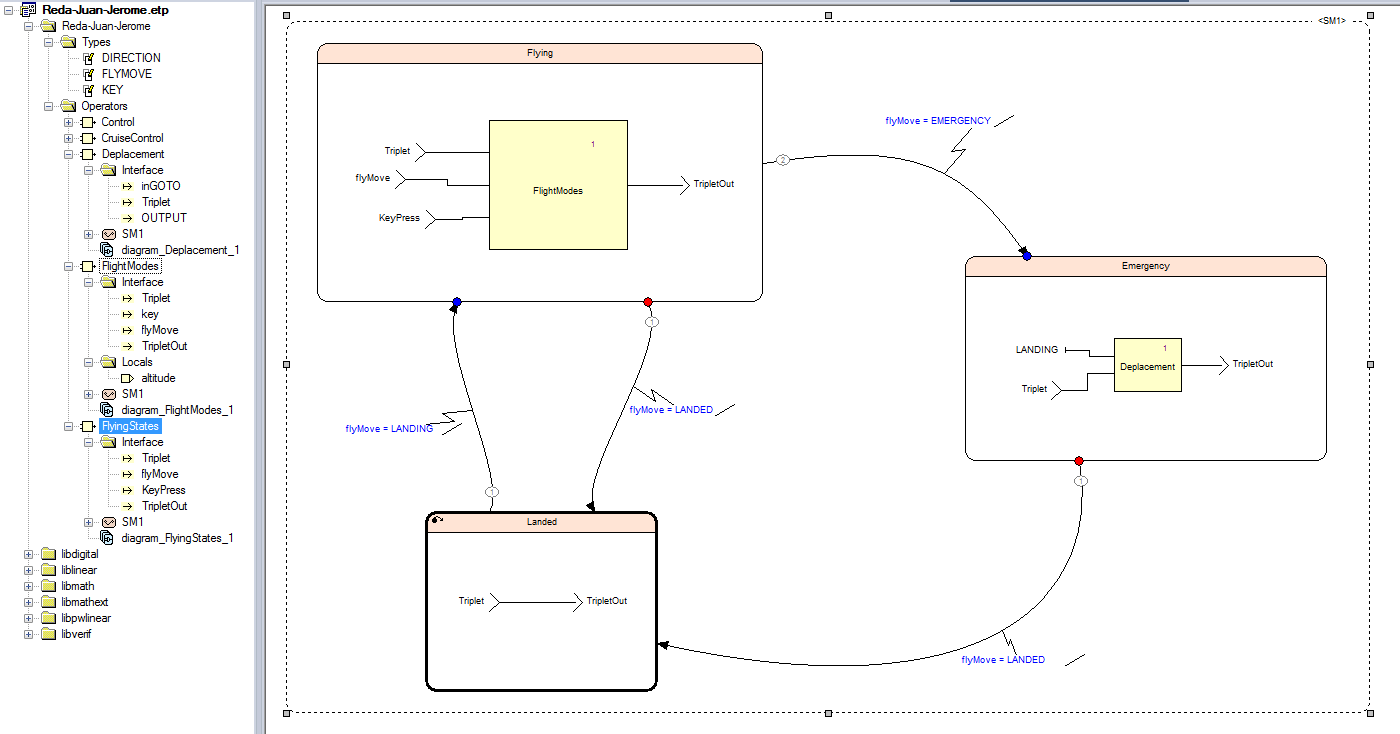 Reda-Juan-Jerome.etp
Reda-Juan-Jerome
Types
DIRECTION
FLYMOVE
KEY
Operators
Control
CruiseControl
Deplacement
Interface
inGOTO
Triplet
OUTPUT
SM1
diagram_Deplacement_1
FlightModes
Interface
Triplet
key
flyMove
TripletOut
Locals
altitude
SM1
diagram_FlightModes_1
FlyingStates
Interface
Triplet
flyMove
KeyPress
TripletOut
SM1
diagram_FlyingStates_1
libdigital
liblinear
libmath
libmathext
libpwlinear
libverif
<SM1>
Flying
1
Triplet
flyMove
KeyPress
FlightModes
TripletOut
2
flyMove = EMERGENCY
Emergency
1
LANDING
Triplet
Deplacement
TripletOut
1
flyMove = LANDED
1
flyMove = LANDING
1
flyMove = LANDED
Landed
Triplet
TripletOut